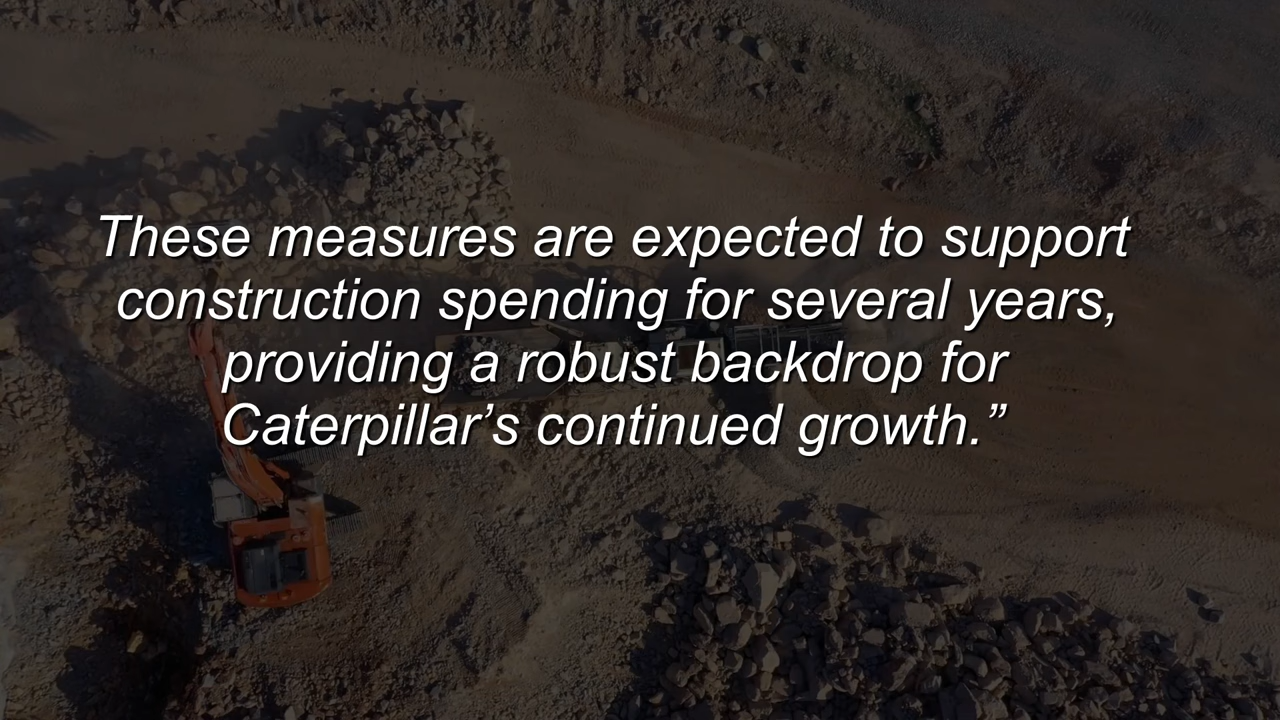 These measures are expected to support
construction spending for several years,
providing a robust backdrop for
Caterpillar’s continued growth.”